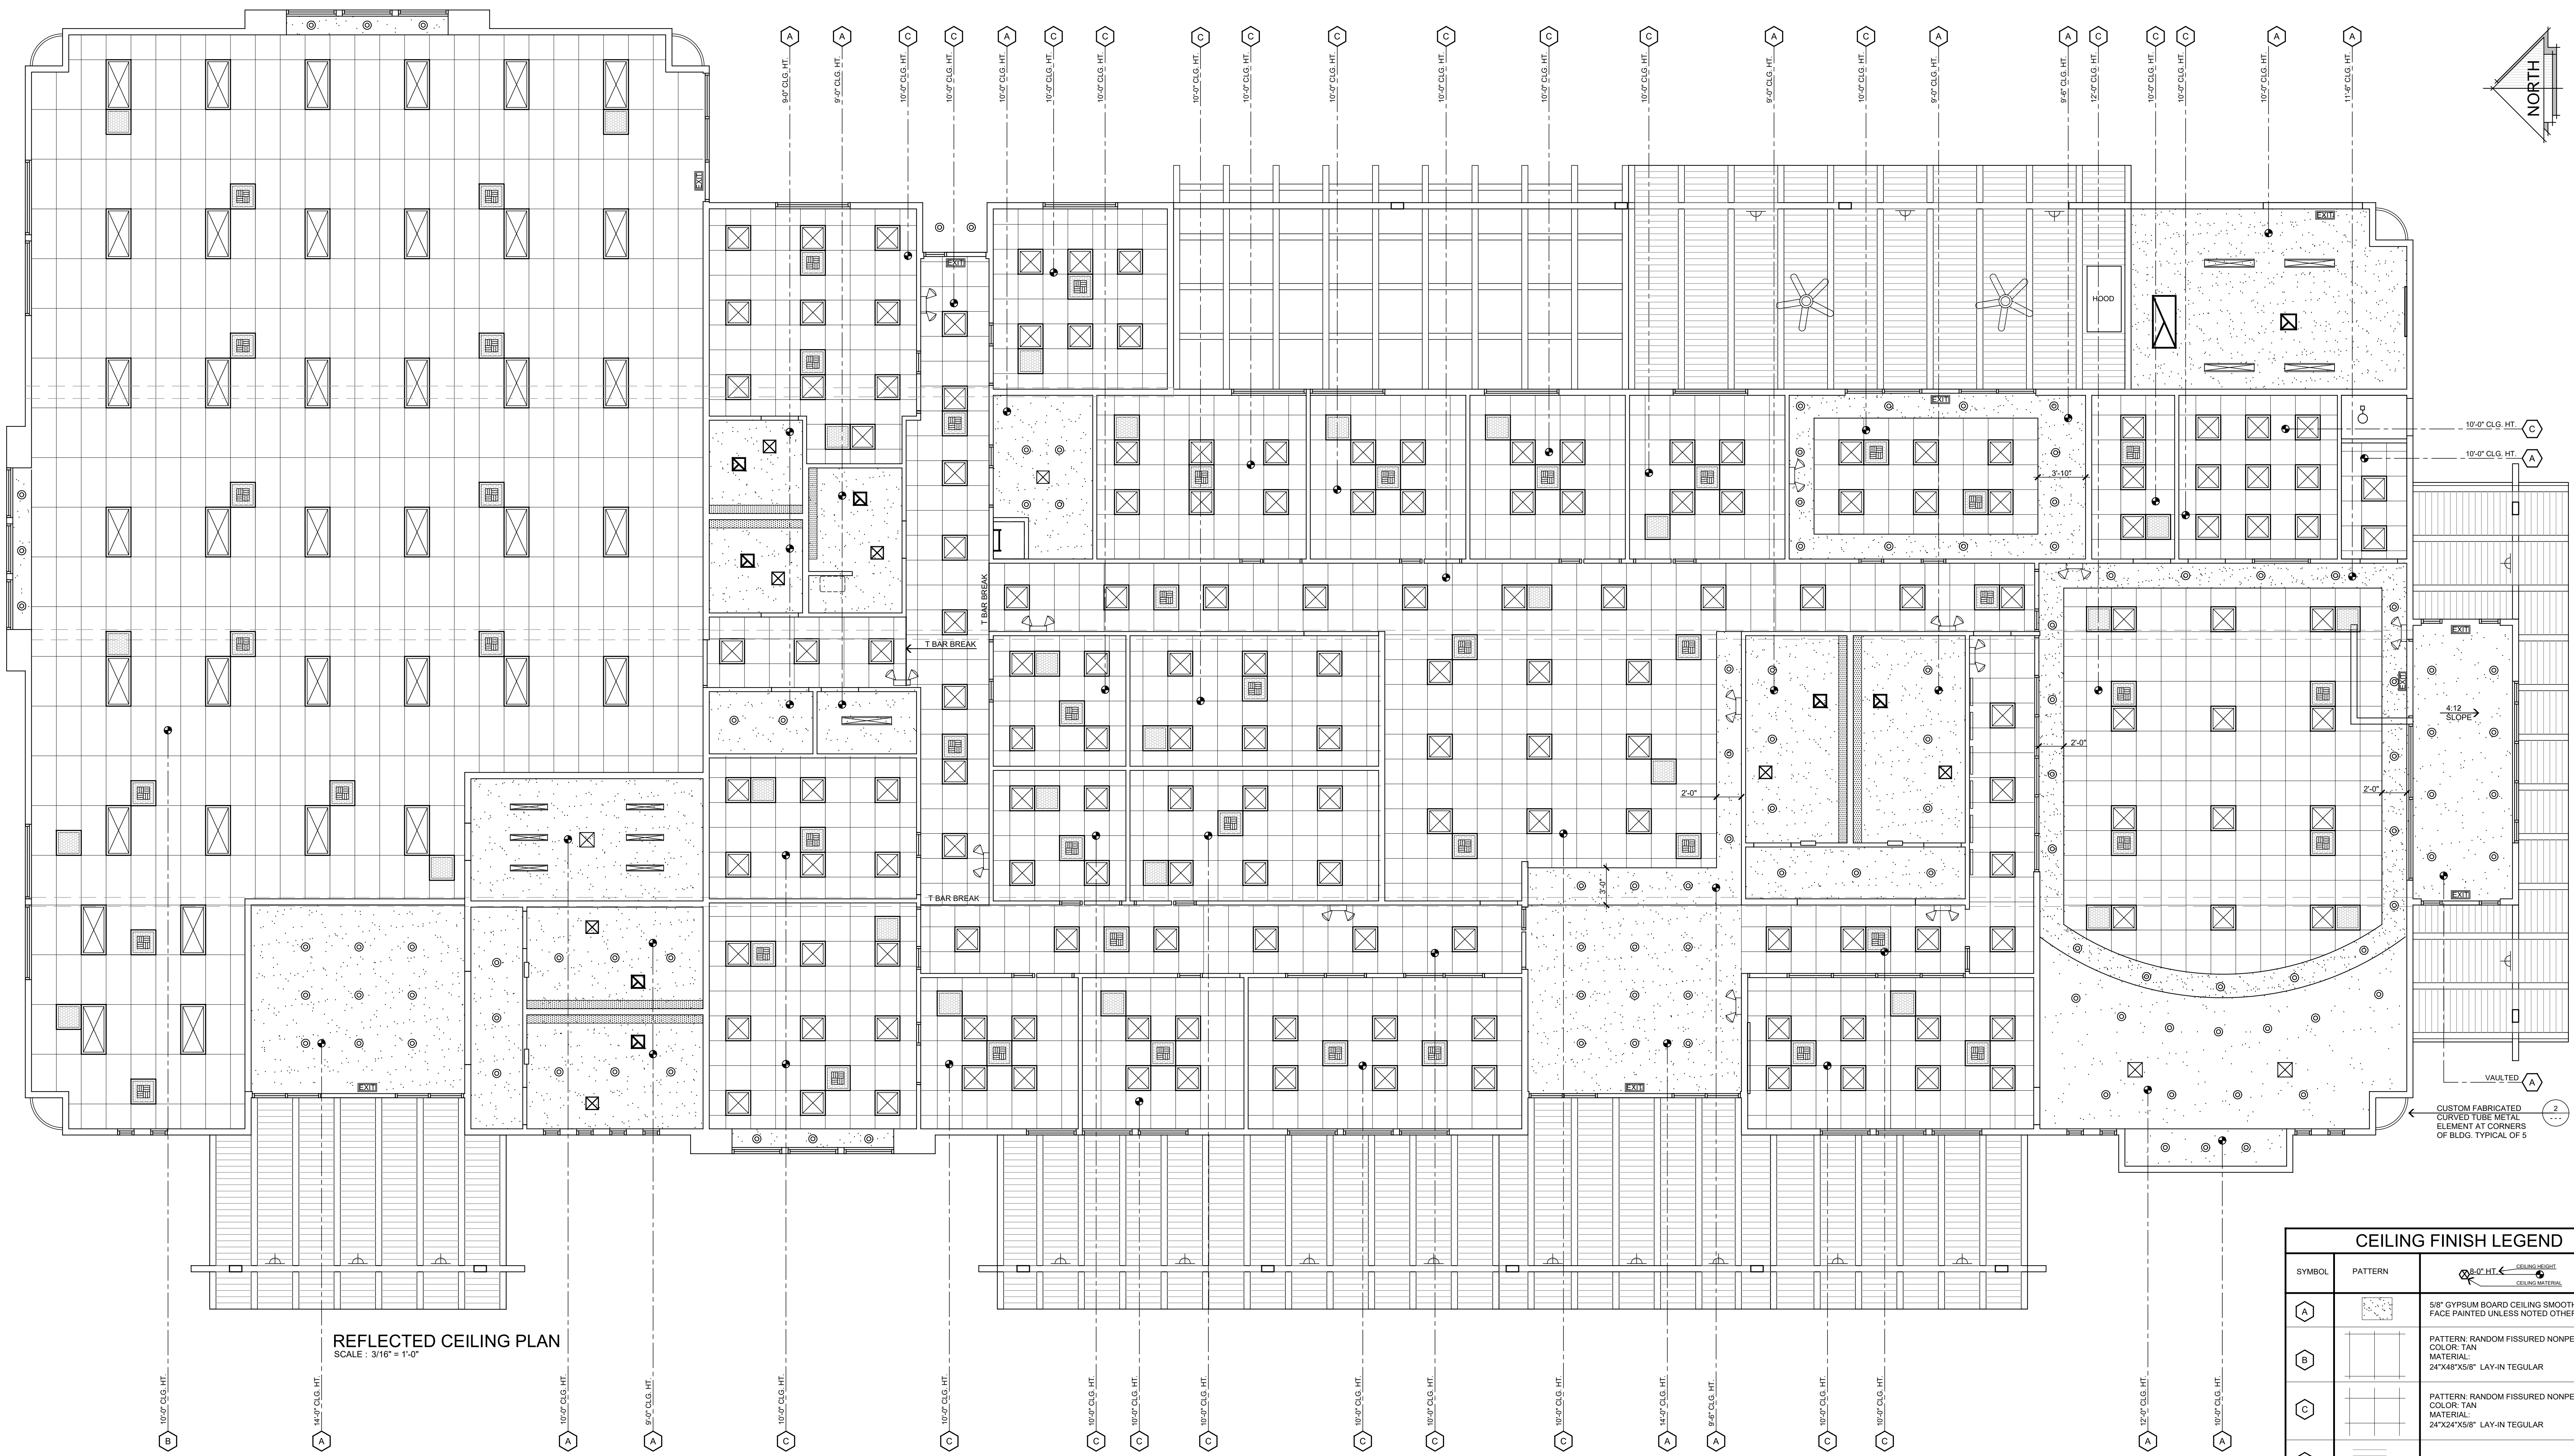 A
A
C
C
A
C
C
C
C
C
C
C
C
A
C
A
A
C
C
C
A
A
9-0" CLG. HT.
9'-0" CLG. HT.
10'-0" CLG. HT.
10'-0" CLG. HT.
10'-0" CLG. HT.
10'-0" CLG. HT.
10'-0" CLG. HT.
10'-0" CLG. HT.
10'-0" CLG. HT.
10'-0" CLG. HT.
10'-0" CLG. HT.
10'-0" CLG. HT.
10'-0" CLG. HT.
9'-0" CLG. HT.
10'-0" CLG. HT.
9'-0" CLG. HT.
9'-6" CLG. HT.
12'-0" CLG. HT.
10'-0" CLG. HT.
10'-0" CLG. HT.
10'-0" CLG. HT.
11'-6" CLG. HT.
NORTH
EXIT
EXIT
EXIT
HOOD
EXIT
10'-0" CLG. HT.
C
10'-0" CLG. HT.
A
3'-10"
T BAR BREAK
T BAR BREAK
EXIT
EXIT
4:12
SLOPE
2'-0"
2'-0"
2'-0"
3'-0"
T BAR BREAK
EXIT
EXIT
EXIT
VAULTED
A
CUSTOM FABRICATED
CURVED TUBE METAL
ELEMENT AT CORNERS
OF BLDG. TYPICAL OF 5
2
---
REFLECTED CEILING PLAN
SCALE : 3/16" = 1'-0"
10'-0" CLG. HT.
14'-0" CLG. HT.
10'-0" CLG. HT.
9'-0" CLG. HT.
10'-0" CLG. HT.
10'-0" CLG. HT.
10'-0" CLG. HT.
10'-0" CLG. HT.
10'-0" CLG. HT.
10'-0" CLG. HT.
10'-0" CLG. HT.
10'-0" CLG. HT.
14'-0" CLG. HT.
9'-6" CLG. HT.
10'-0" CLG. HT.
10'-0" CLG. HT.
12'-0" CLG. HT.
10'-0" CLG. HT.
B
A
A
A
C
C
C
C
C
C
C
C
A
A
C
C
A
A
CEILING FINISH LEGEND
SYMBOL
PATTERN
X 8-0" HT.
CEILING HEIGHT
CEILING MATERIAL
A
5/8" GYPSUM BOARD CEILING SMOOTH
FACE PAINTED UNLESS NOTED
B
PATTERN: RANDOM FISSURED
COLOR: TAN
MATERIAL:
24"X48"X5/8" LAY-IN TEGULAR
C
PATTERN: RANDOM FISSURED
COLOR: TAN
MATERIAL:
24"X24"X5/8" LAY-IN TEGULAR